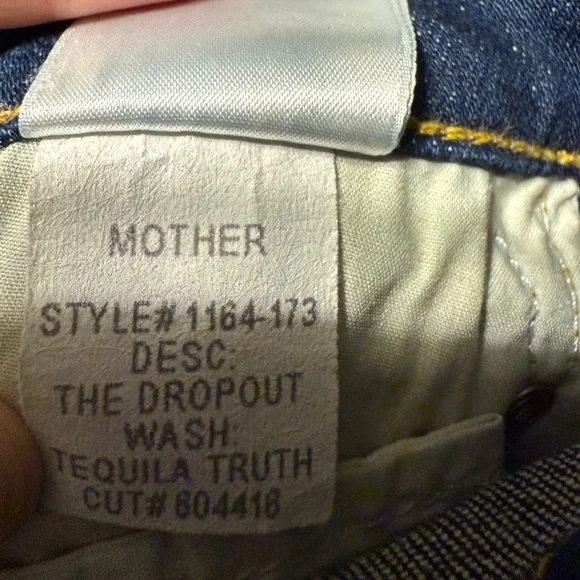 MOTHER
STYLE# 1164-173
DESC:
THE DROPOUT
WASH:
TEQUILA TRUTH
CUT# 604416